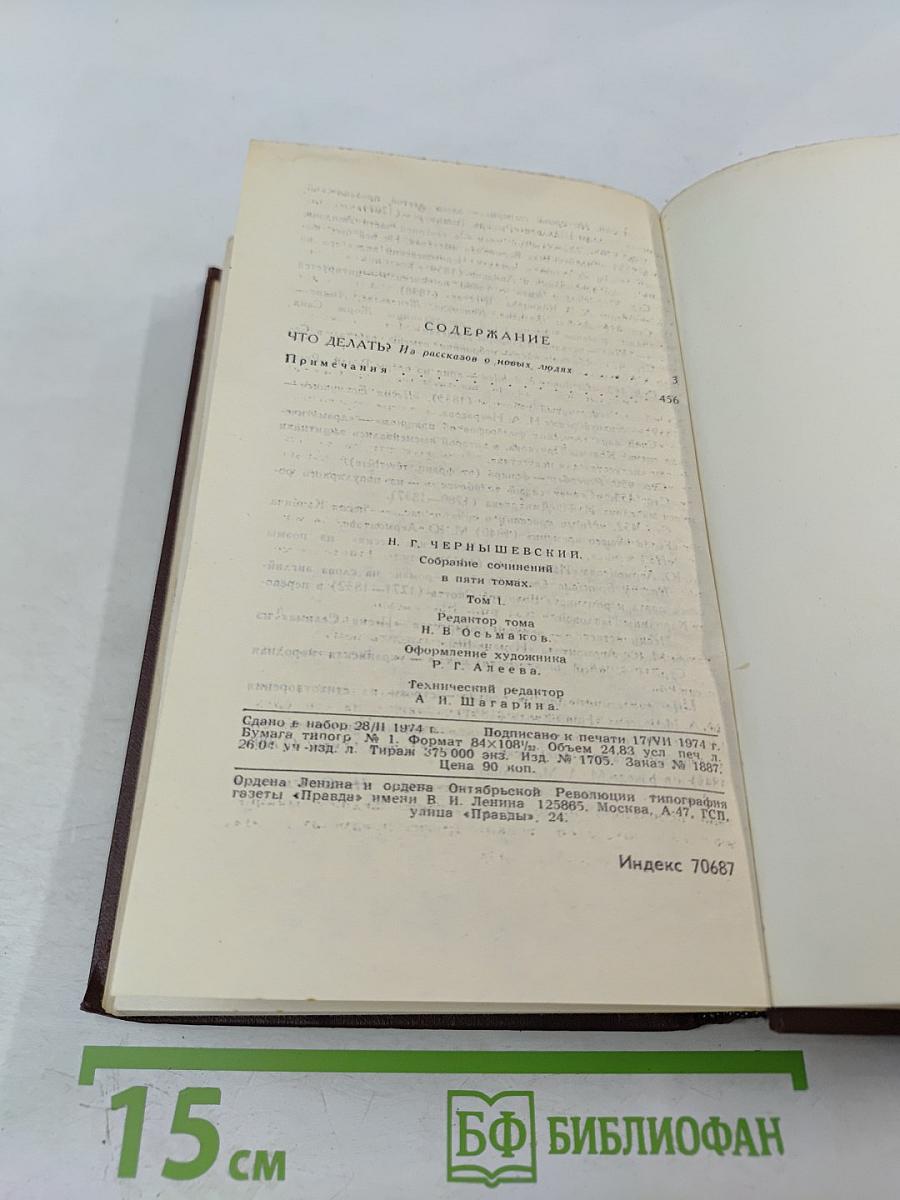 СОДЕРЖАНИЕ
ЧТО ДЕЛАТЬ? Из рассказов о новых людях . . . . . 3
Примечания . . . . . . . . . . . . . . . . 456
Н. Г. ЧЕРНЫШЕВСКИЙ.
Собрание сочинений
в пяти томах.
Том I.
Редактор тома
Н. В Осьмаков.
Оформление художника
Р. Г. Алеева.
Технический редактор
А И. Шагарина.
Сдано в набор 28/II 1974 г. Подписано к печати 17/VII 1974 г.
Бумага типогр. № 1. Формат 84×108¹/₃₂ Объем 24,83 усл печ. л.
26,04 уч-изд. л. Тираж 375 000 экз. Изд. № 1705. Заказ № 1887.
Цена 90 коп.
Ордена Ленина и ордена Октябрьской Революции типография
газеты «Правда» имени В. И. Ленина 125865. Москва, А-47, ГСП,
улица «Правды», 24.
Индекс 70687
15 см
БФ БИБЛИОФАН